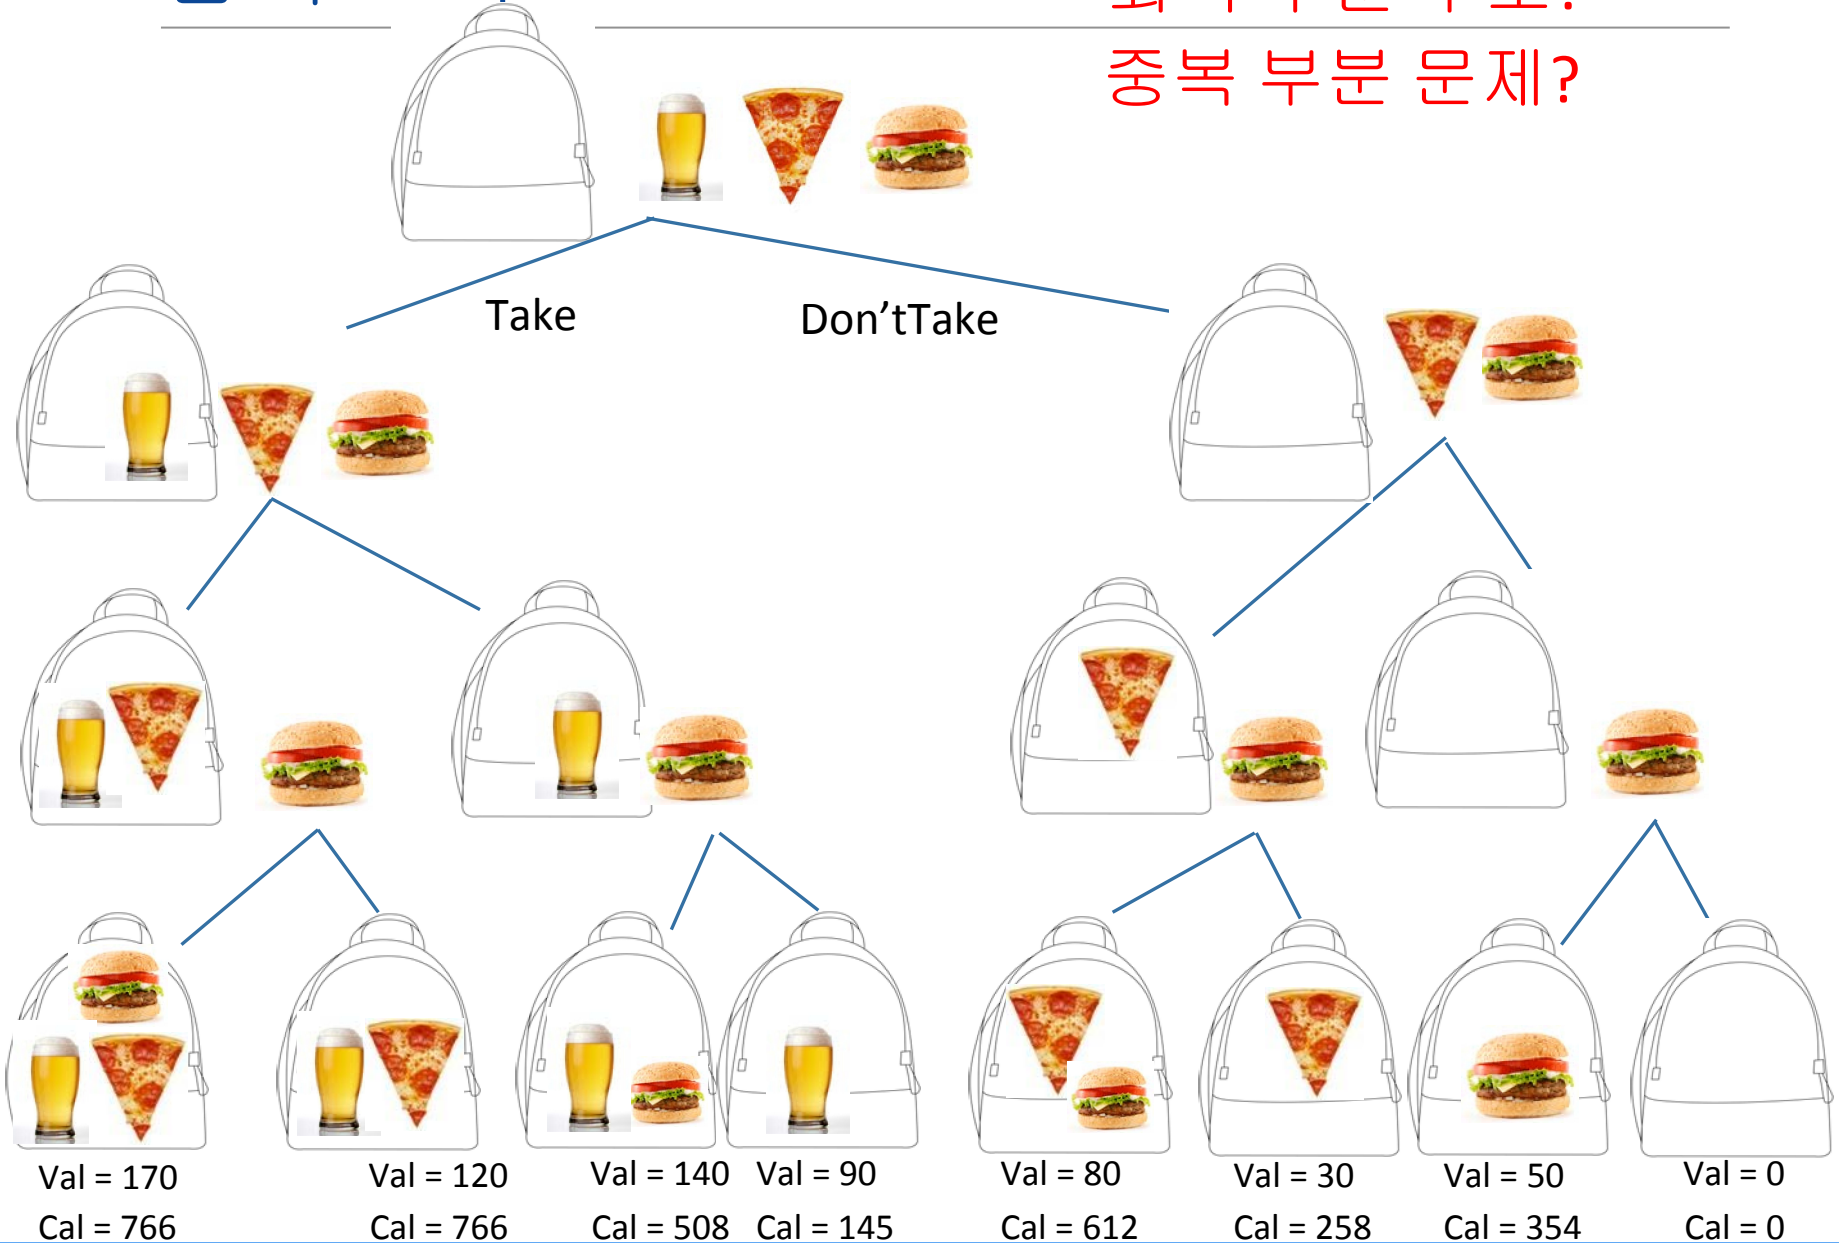 중복 부분 문제?
Take
Don'tTake
Val = 170
Cal = 766
Val = 120
Cal = 766
Val = 140
Cal = 508
Val = 90
Cal = 145
Val = 80
Cal = 612
Val = 30
Cal = 258
Val = 50
Cal = 354
Val = 0
Cal = 0